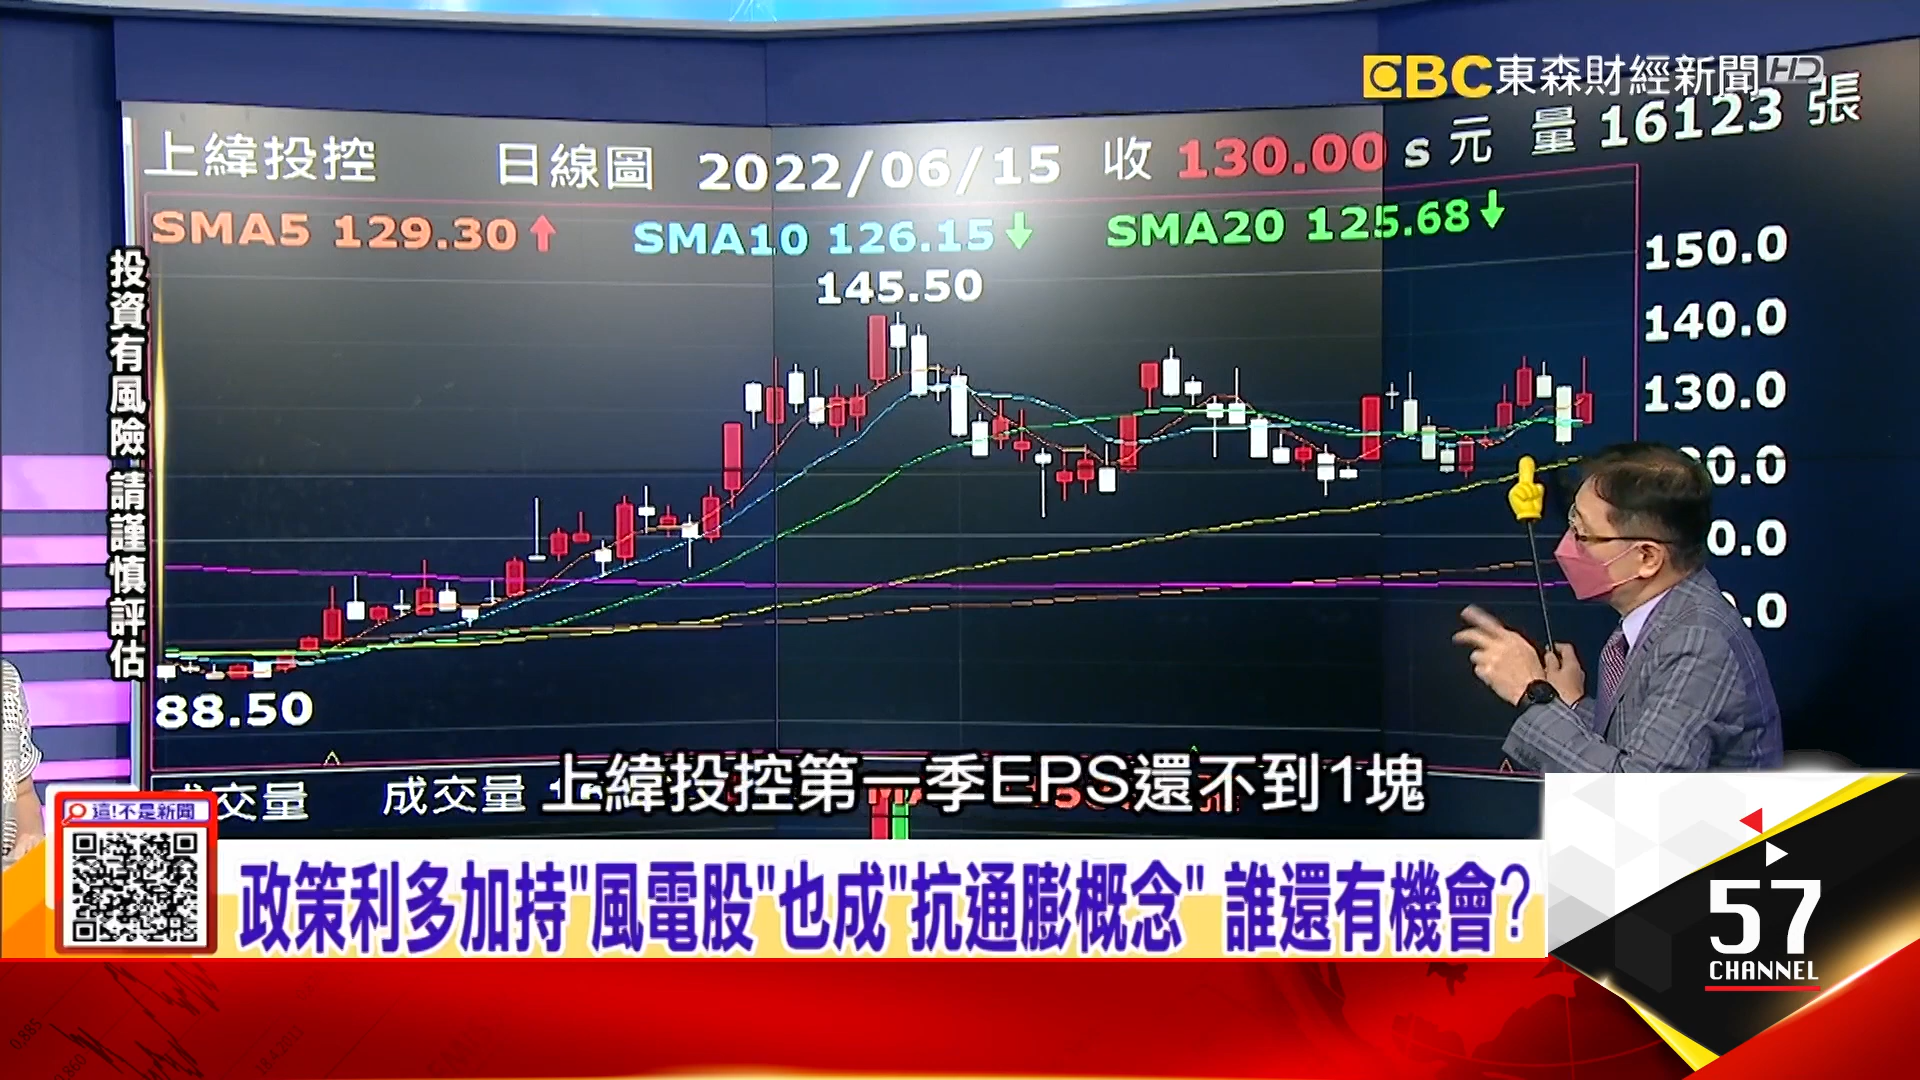 EBC東森財經新聞HD
上緯投控 日線圖 2022/06/15 收 130.00 s 元 量 16123 張
SMA5 129.30↑ SMA10 126.15↓ SMA20 125.68↓
145.50
150.0
140.0
130.0
88.50
投資有風險 請謹慎評估
成交量 成交量
上緯投控第一季EPS還不到1塊
這!不是新聞
政策利多加持"風電股"也成"抗通膨概念" 誰還有機會?
57
CHANNEL